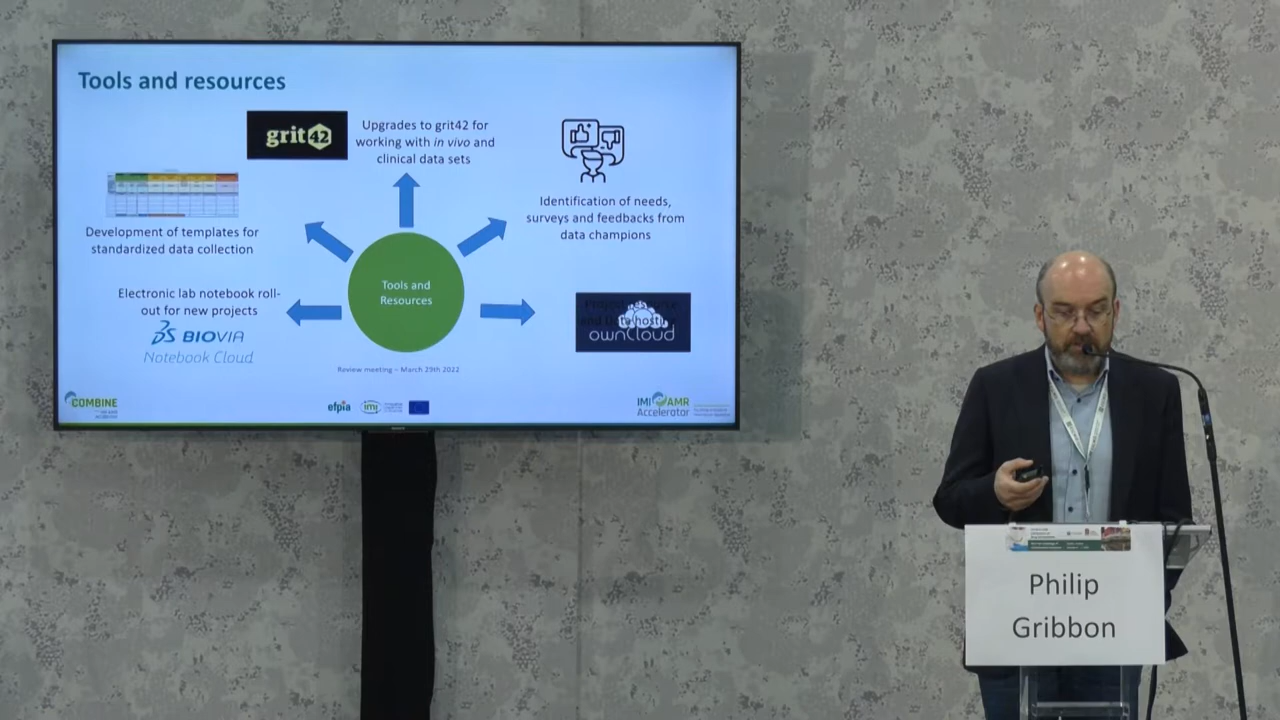 Tools and resources
grit42
Upgrades to grit42 for
working with in vivo and
clinical data sets
Identification of needs,
surveys and feedbacks from
data champions
Development of templates for
standardized data collection
Tools and
Resources
Electronic lab notebook roll-
out for new projects
BIOVIA
Notebook Cloud
ownCloud
Review meeting – March 29th 2022
COMBINE
efpia
imi
IMI AMR
Accelerator
Philip
Gribbon